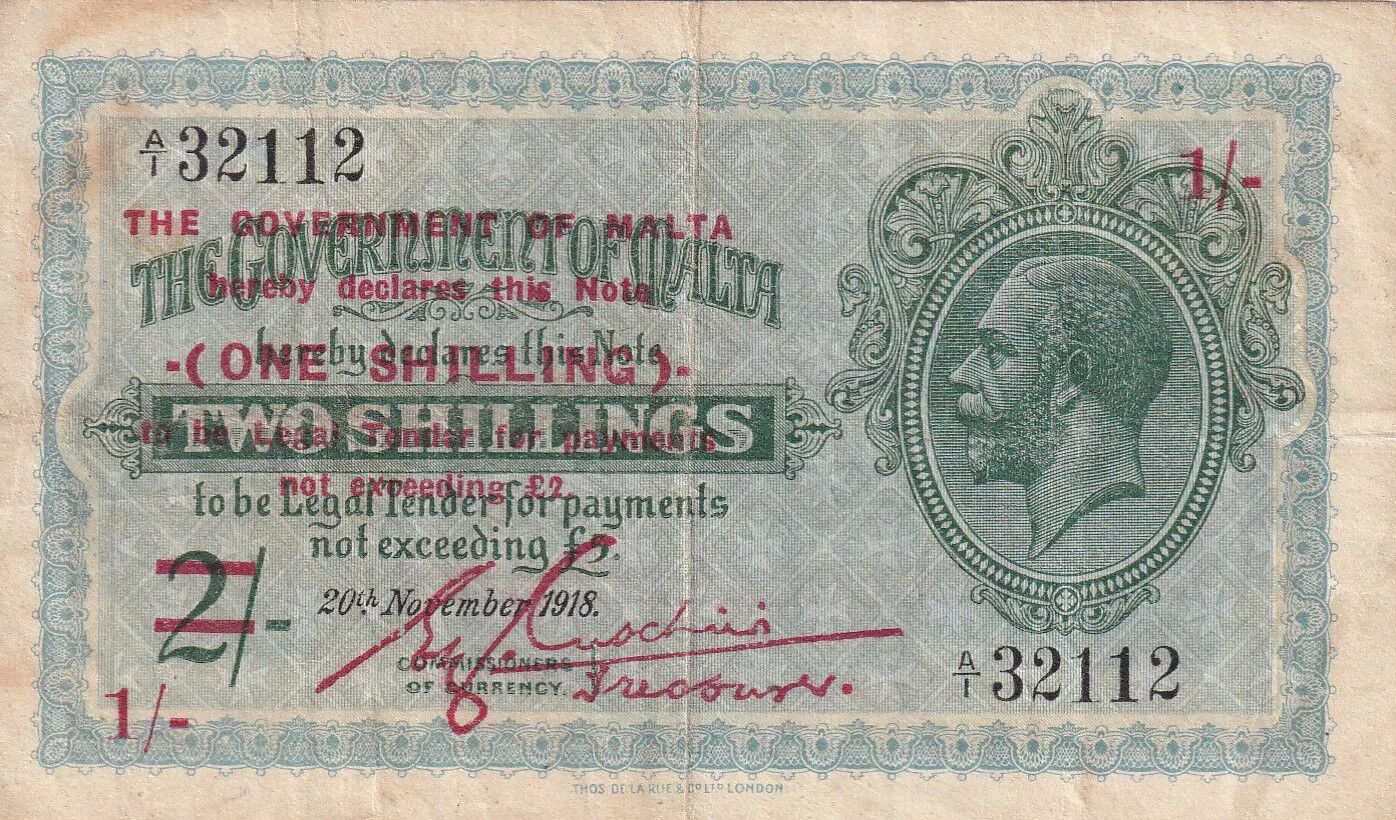 A/1 32112
1/-
THE GOVERNMENT OF MALTA
THE GOVERNMENT OF MALTA
hereby declares this Note
hereby declares this Note
-(ONE SHILLING)-
TWO SHILLINGS
to be Legal Tender for payments
not exceeding £2.
to be Legal Tender for payments
not exceeding £5.
2/-
20th November 1918.
COMMISSIONERS
OF CURRENCY.
Treasurer.
A/1 32112
1/-
THOS DE LA RUE & CO LTD LONDON.